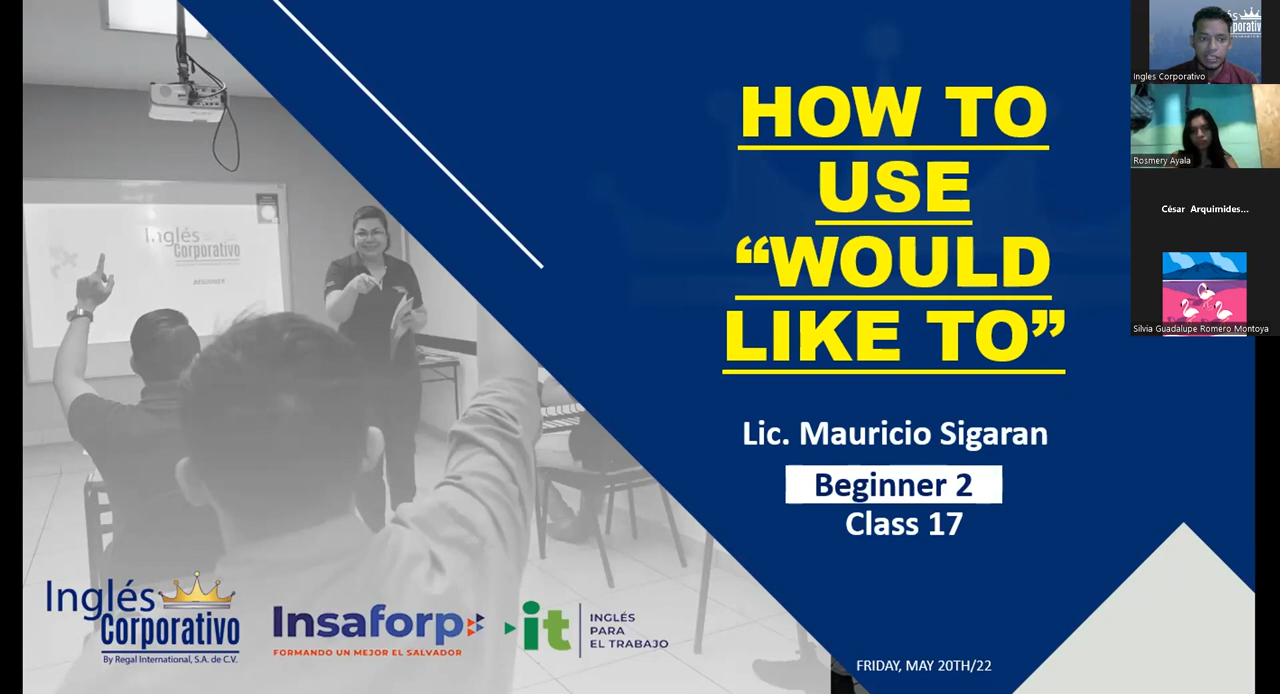 HOW TO
USE
“WOULD
LIKE TO”
Lic. Mauricio Sigaran
Beginner 2
Class 17
FRIDAY, MAY 20TH/22
Inglés
Corporativo
By Regal International, S.A. de C.V.
Insaforp
FORMANDO UN MEJOR EL SALVADOR
it
INGLÉS
PARA
EL TRABAJO
Inglés
Corporativo
BEGINNER
Ingles Corporativo
Rosmery Ayala
César Arquimides...
Silvia Guadalupe Romero Montoya